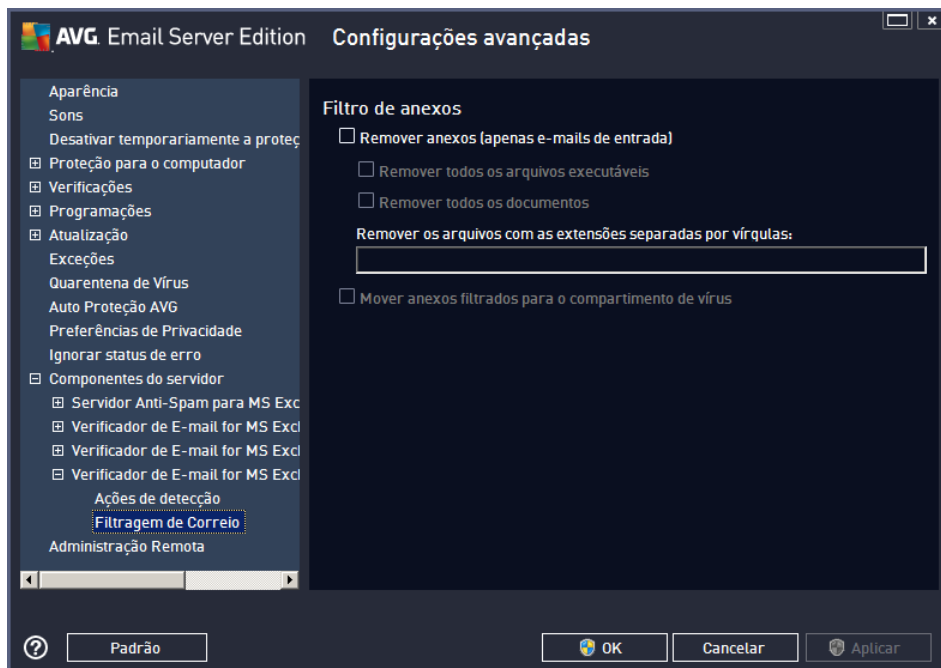 AVG. Email Server Edition Configurações avançadas
Aparência
Sons
Desativar temporariamente a proteç
Proteção para o computador
Verificações
Programações
Atualização
Exceções
Quarentena de Vírus
Auto Proteção AVG
Preferências de Privacidade
Ignorar status de erro
Componentes do servidor
Servidor Anti-Spam para MS Exc
Verificador de E-mail for MS Excl
Verificador de E-mail for MS Excl
Verificador de E-mail for MS Excl
Ações de detecção
Filtragem de Correio
Administração Remota
Filtro de anexos
Remover anexos (apenas e-mails de entrada)
Remover todos os arquivos executáveis
Remover todos os documentos
Remover os arquivos com as extensões separadas por vírgulas:
Mover anexos filtrados para o compartimento de vírus
? Padrão OK Cancelar Aplicar